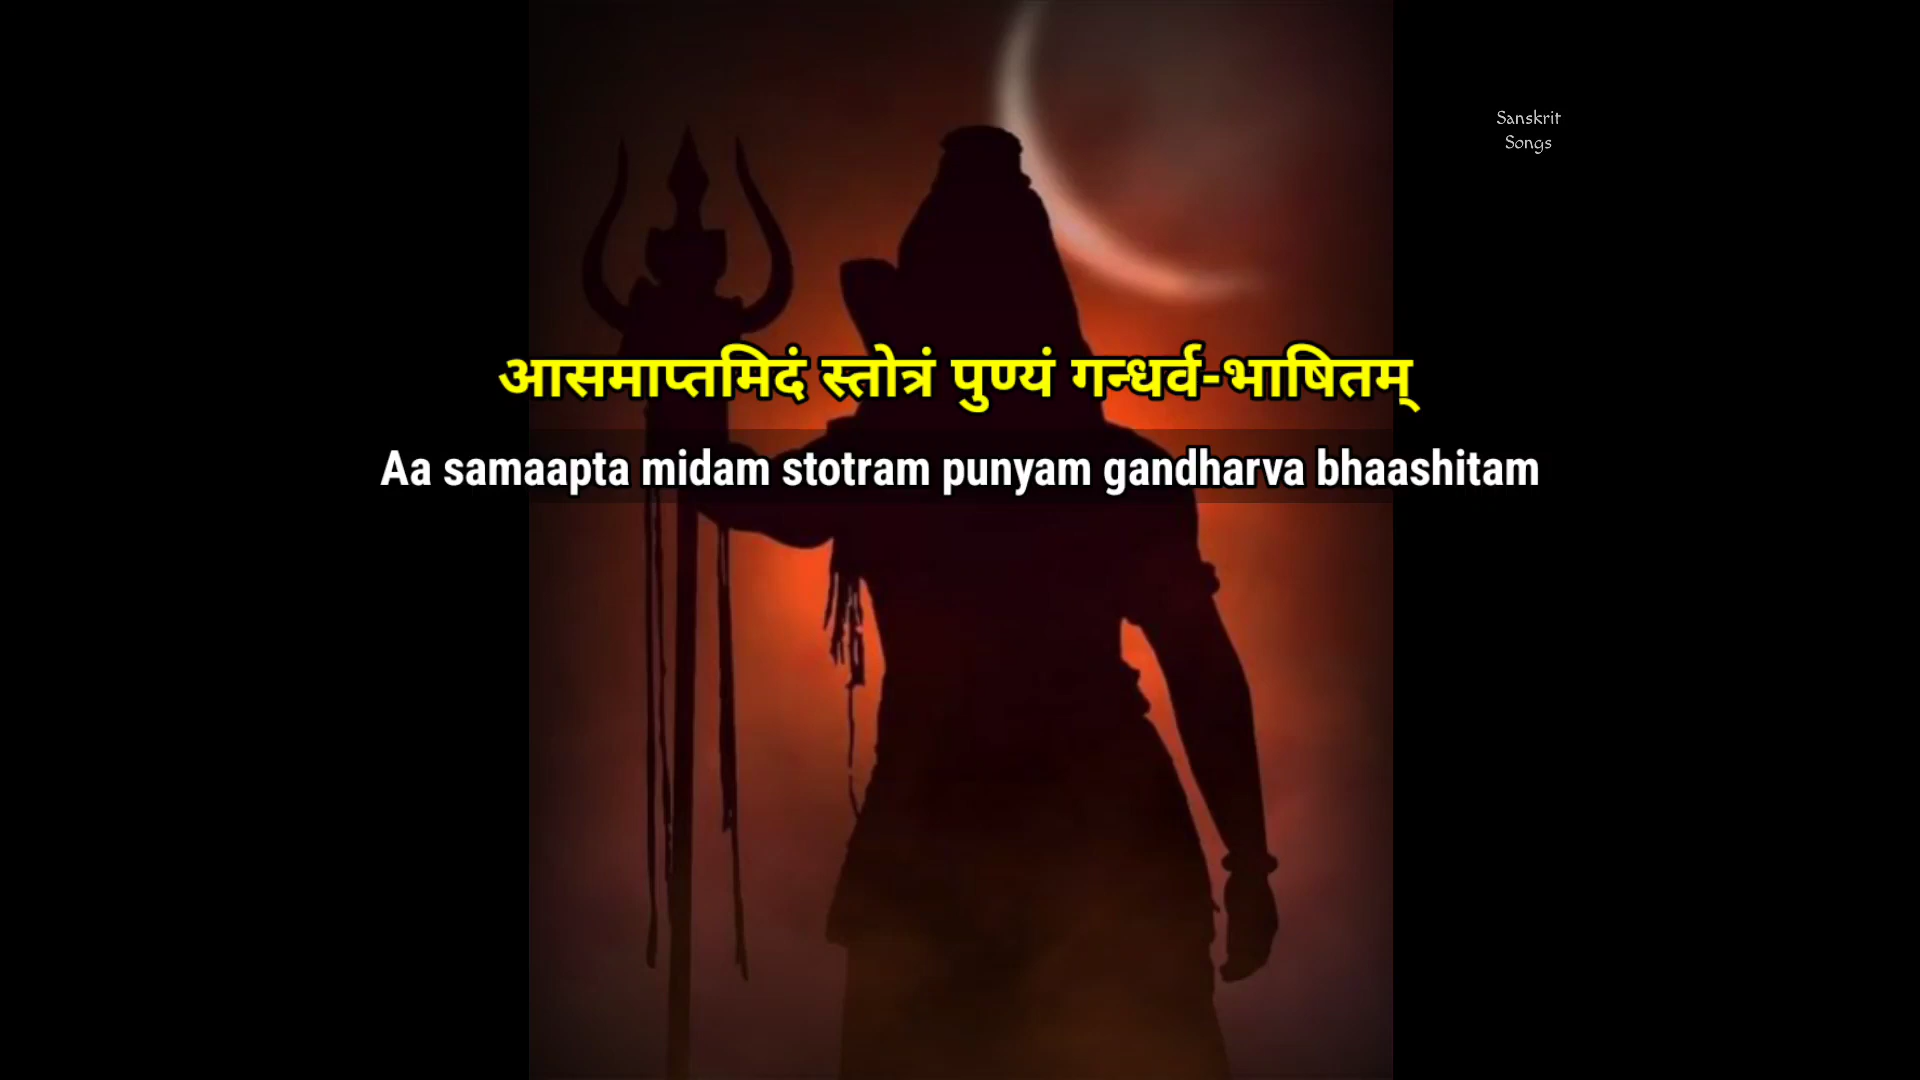 Sanskrit
Songs
आसमाप्तमिदं स्तोत्रं पुण्यं गन्धर्व-भाषितम्
Aa samaapta midam stotram punyam gandharva bhaashitam